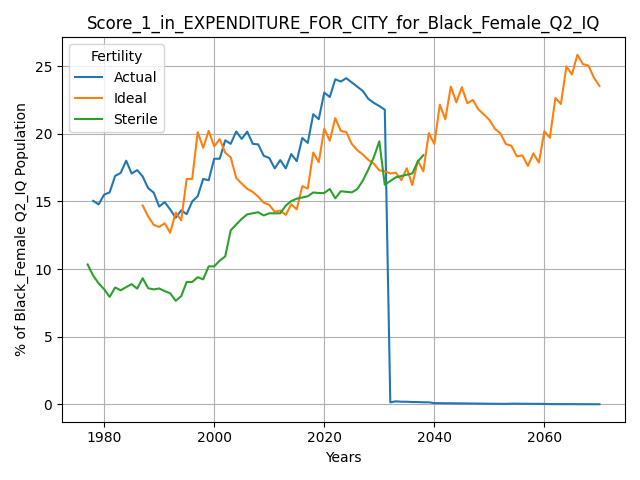 Score_1_in_EXPENDITURE_FOR_CITY_for_Black_Female_Q2_IQ
Fertility
Actual
Ideal
Sterile
% of Black_Female Q2_IQ Population
25
20
15
10
5
0
1980
2000
2020
2040
2060
Years